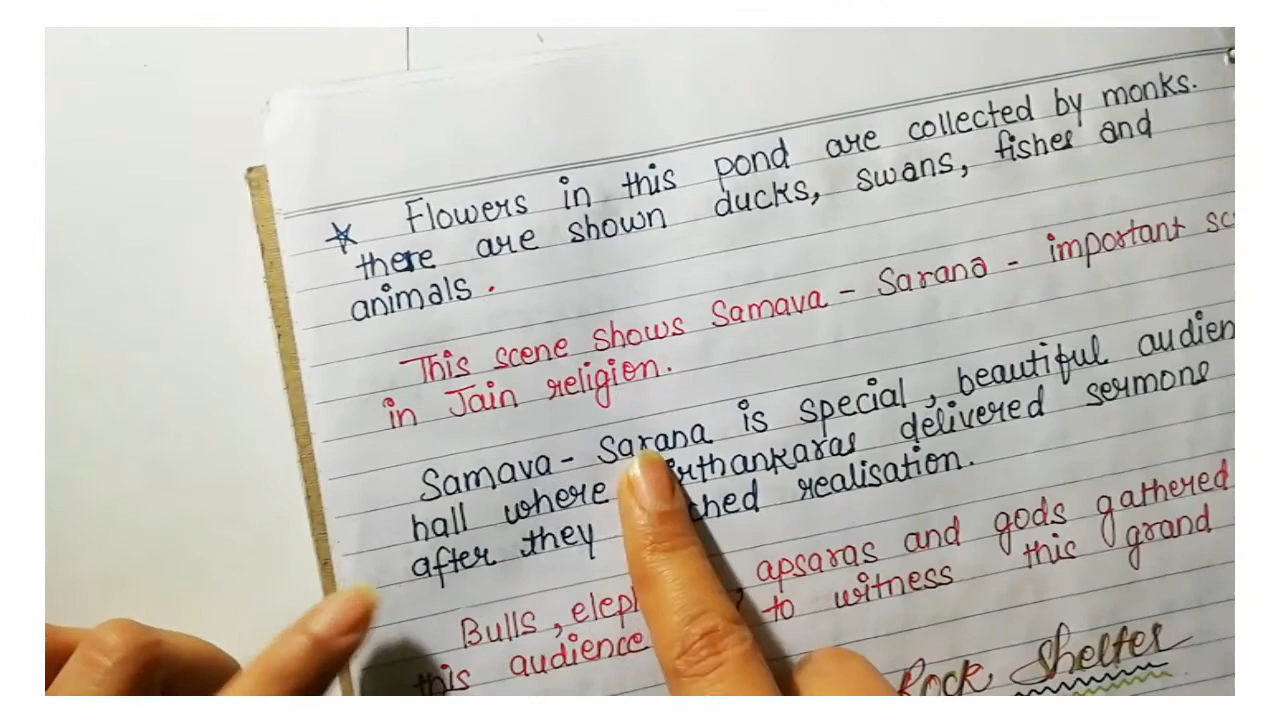 ☆ Flowers in this pond are collected by monks.
there are shown ducks, swans, fishes and
animals.
This scene shows Samava - Sarana - important
in Jain religion.
Samava - Sarana is special, beautiful
hall where delivered sermons
after they realisation.
Bulls, apsaras and gods gathered
this audience to witness this grand
Rock Shelter